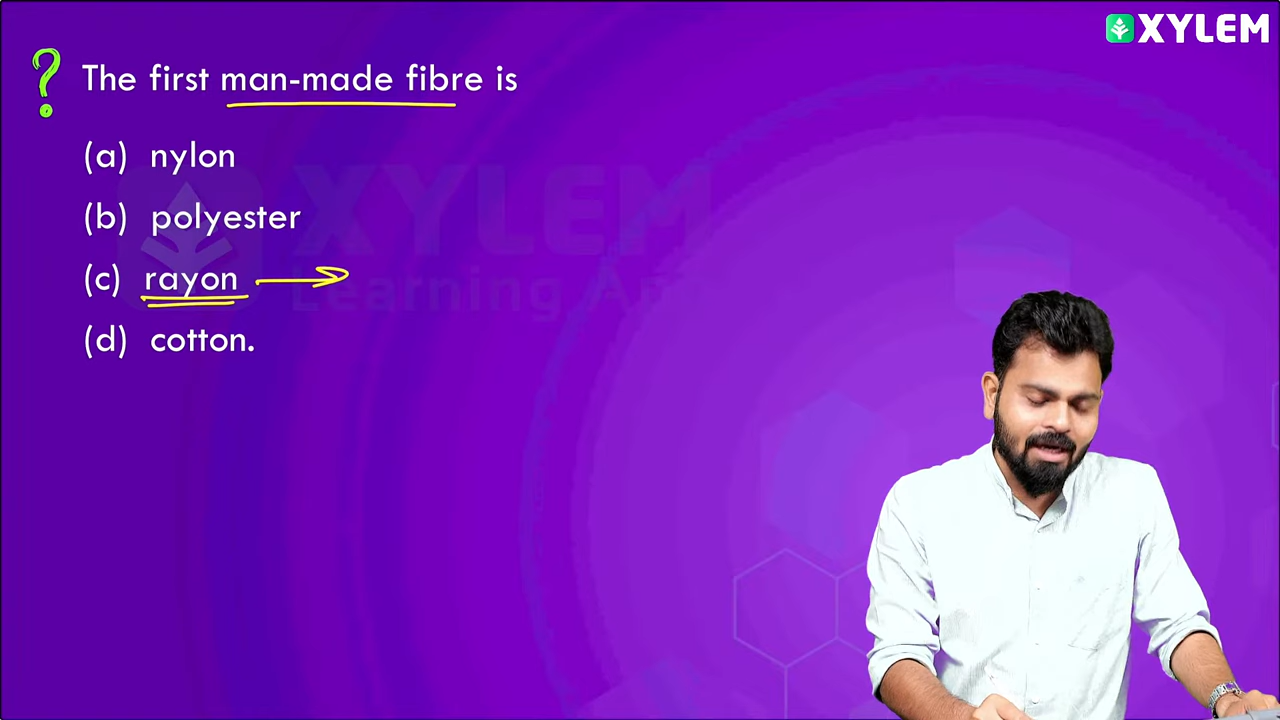 XYLEM
? The first man-made fibre is
(a) nylon
(b) polyester
(c) rayon
(d) cotton.
XYLEM
Learning App